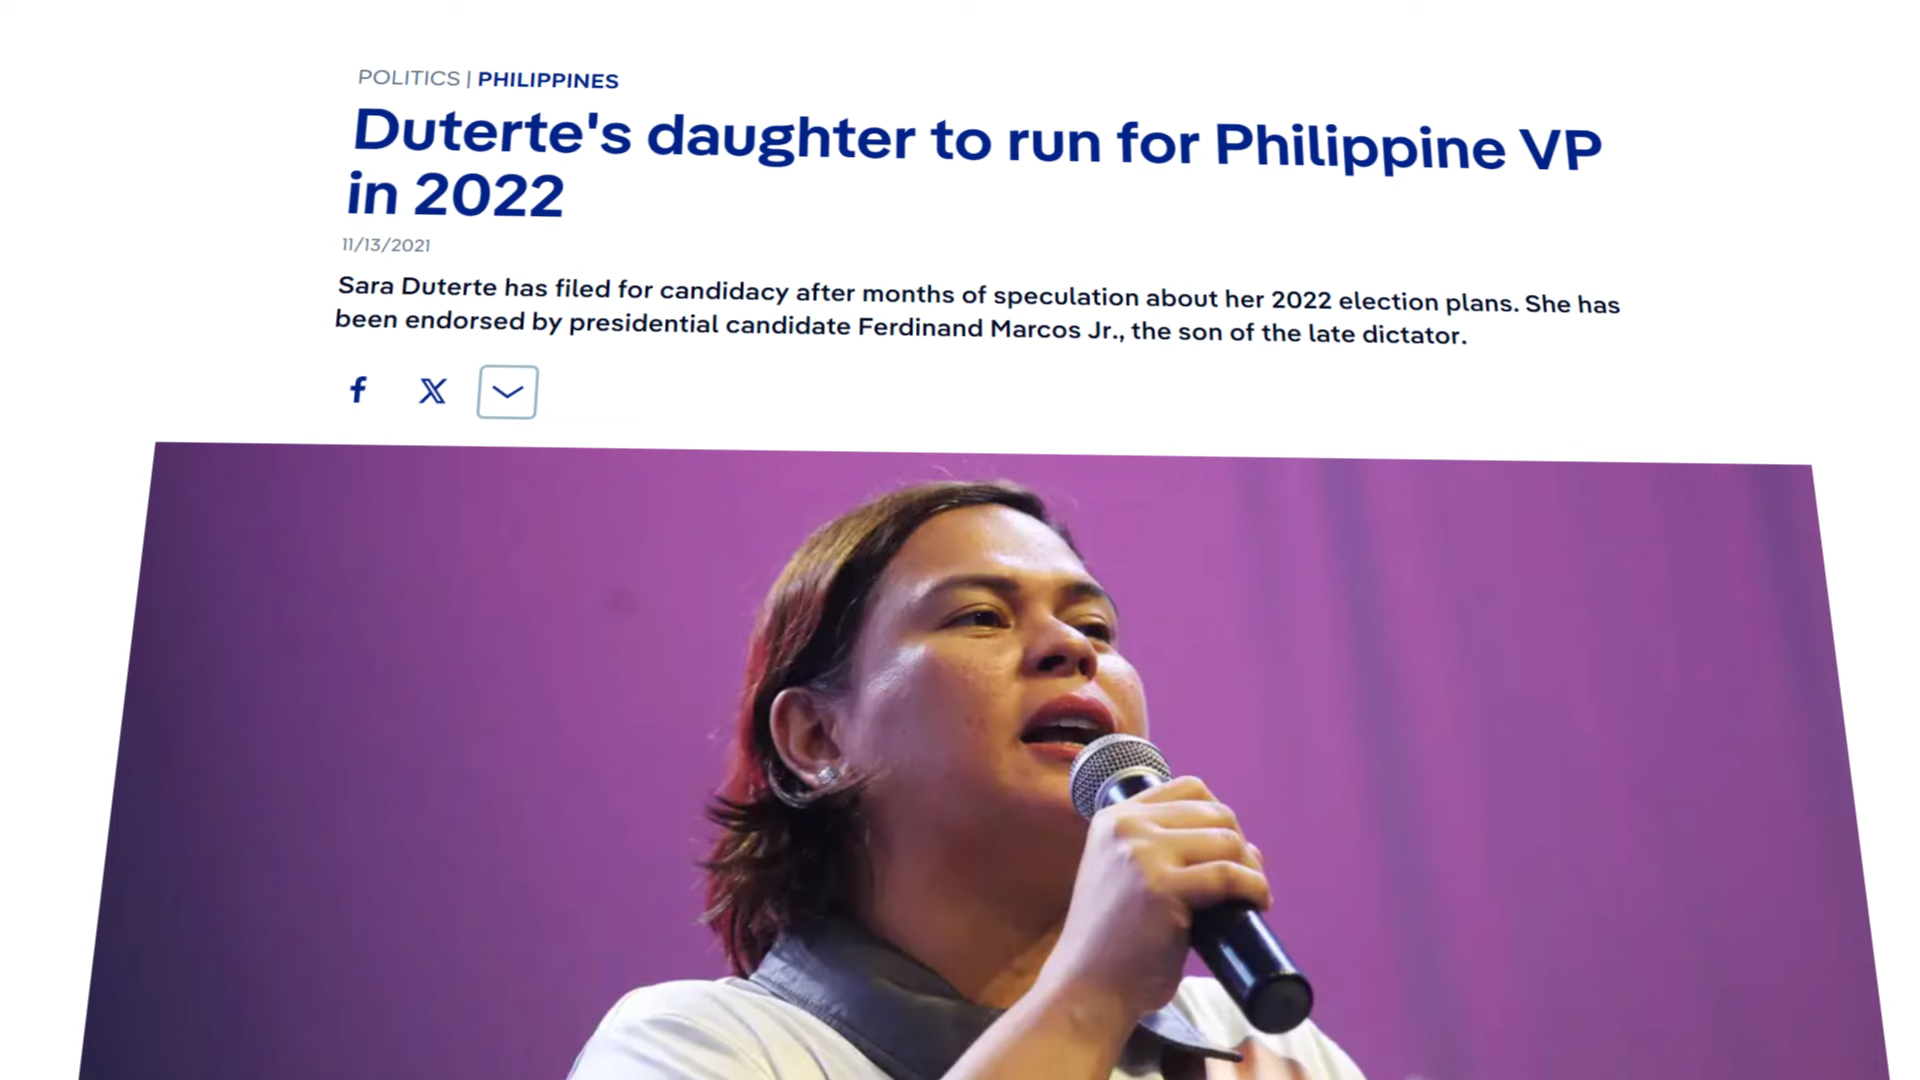 POLITICS | PHILIPPINES
Duterte's daughter to run for Philippine VP
in 2022
11/13/2021
Sara Duterte has filed for candidacy after months of speculation about her 2022 election plans. She has
been endorsed by presidential candidate Ferdinand Marcos Jr., the son of the late dictator.